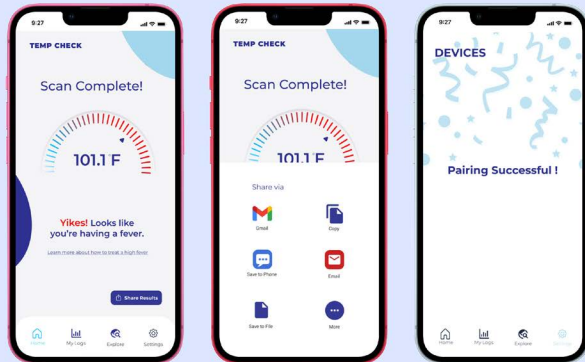 9:27
TEMP CHECK
Scan Complete!
101.1°F
Yikes! Looks like
you're having a fever.
Learn more about how to treat a high fever
Share Results
Home
My Logs
Explore
Settings
9:27
TEMP CHECK
Scan Complete!
101.1°F
Share via
Gmail
Copy
Save to Phone
Email
Save to File
More
9:27
DEVICES
Pairing Successful !
Home
My Logs
Explore
Settings